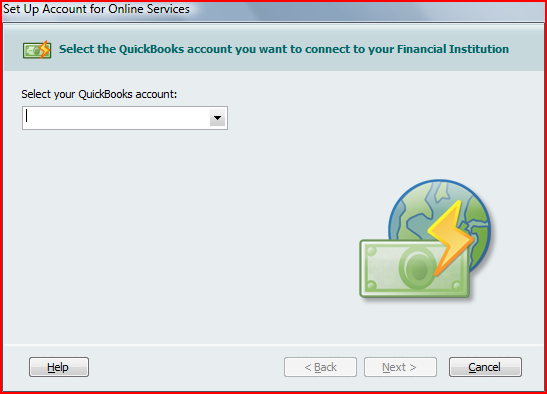 Set Up Account for Online Services
Select the QuickBooks account you want to connect to your Financial Institution
Select your QuickBooks account:
Help
< Back
Next >
Cancel